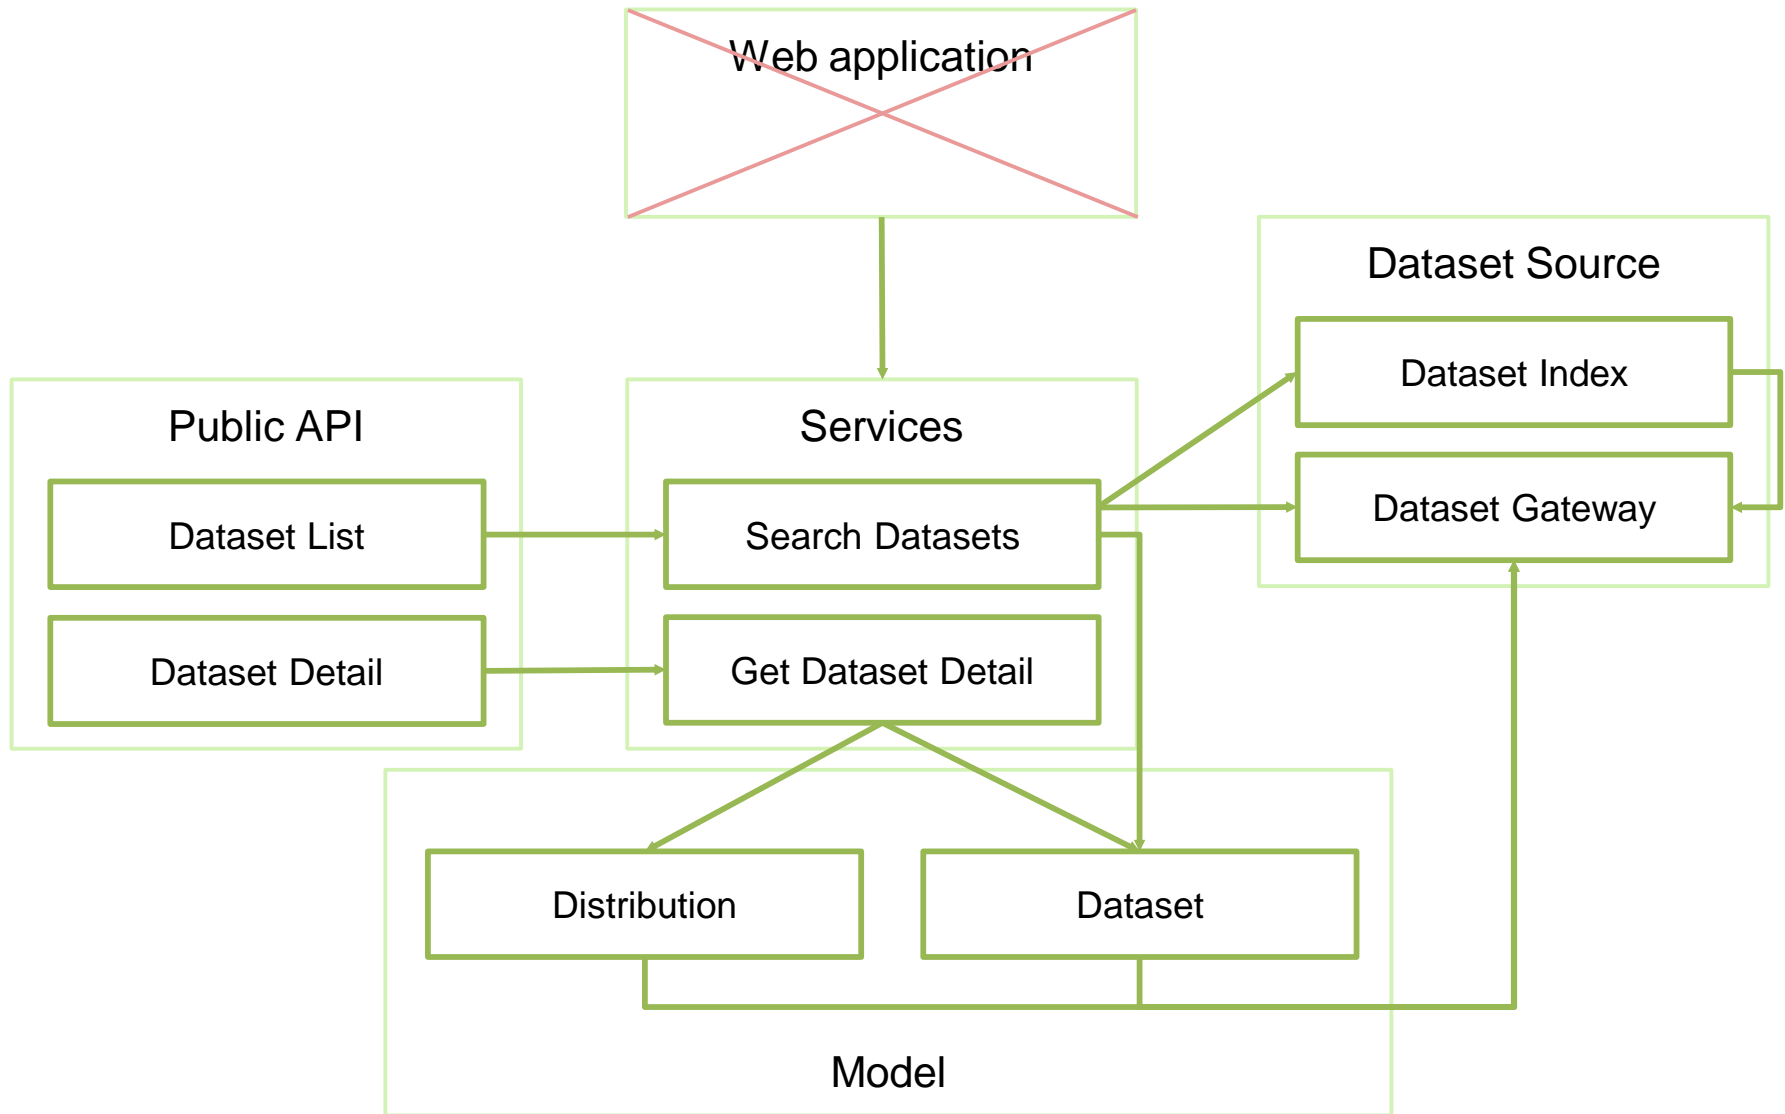 Web application
Dataset Source
Dataset Index
Dataset Gateway
Public API
Dataset List
Dataset Detail
Services
Search Datasets
Get Dataset Detail
Distribution
Dataset
Model